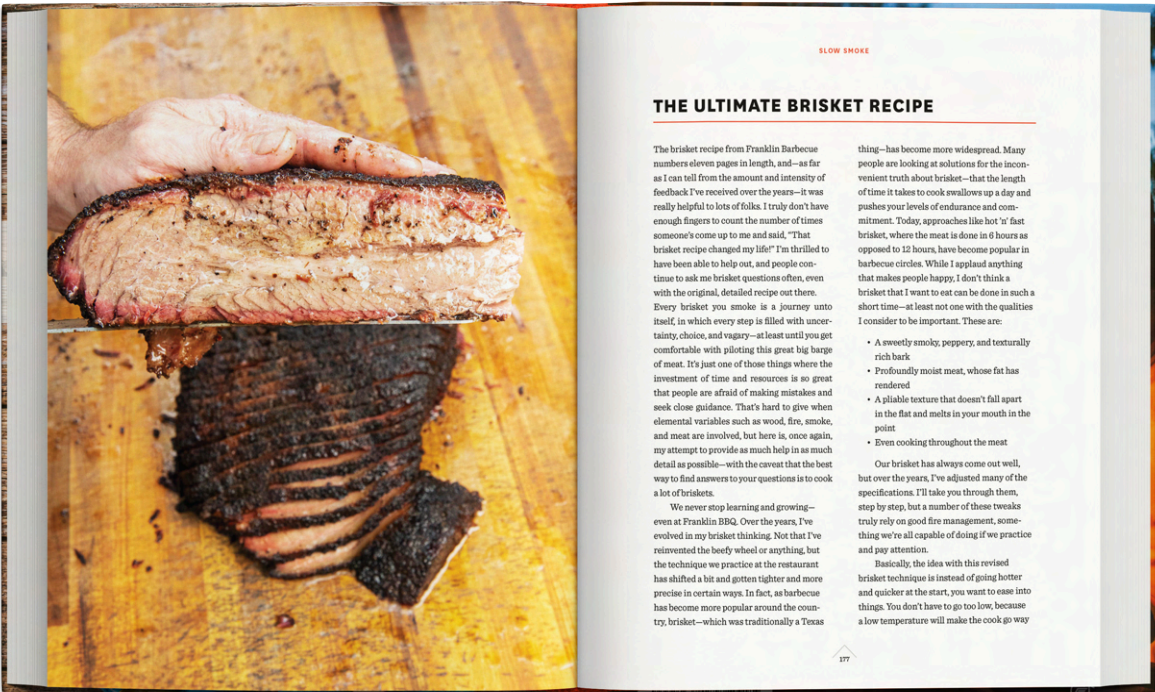 SLOW SMOKE
THE ULTIMATE BRISKET RECIPE
The brisket recipe from Franklin Barbecue
numbers eleven pages in length, and—as far
as I can tell from the amount and intensity of
feedback I've received over the years—it was
really helpful to lots of folks. I truly don't have
enough fingers to count the number of times
someone's come up to me and said, "That
brisket recipe changed my life!" I'm thrilled to
have been able to help out, and people con-
tinue to ask me brisket questions often, even
with the original, detailed recipe out there.
Every brisket you smoke is a journey unto
itself, in which every step is filled with uncer-
tainty, choice, and vagary—at least until you get
comfortable with piloting this great big barge
of meat. It's just one of those things where the
investment of time and resources is so great
that people are afraid of making mistakes and
seek close guidance. That's hard to give when
elemental variables such as wood, fire, smoke,
and meat are involved, but here is, once again,
my attempt to provide as much help in as much
detail as possible—with the caveat that the best
way to find answers to your questions is to cook
a lot of briskets.
We never stop learning and growing—
even at Franklin BBQ. Over the years, I've
evolved in my brisket thinking. Not that I've
reinvented the beefy wheel or anything, but
the technique we practice at the restaurant
has shifted a bit and gotten tighter and more
precise in certain ways. In fact, as barbecue
has become more popular around the coun-
try, brisket—which was traditionally a Texas
thing—has become more widespread. Many
people are looking at solutions for the incon-
venient truth about brisket—that the length
of time it takes to cook swallows up a day and
pushes your levels of endurance and com-
mitment. Today, approaches like hot 'n' fast
brisket, where the meat is done in 6 hours as
opposed to 12 hours, have become popular in
barbecue circles. While I applaud anything
that makes people happy, I don't think a
brisket that I want to eat can be done in such a
short time—at least not one with the qualities
I consider to be important. These are:
• A sweetly smoky, peppery, and texturally
rich bark
• Profoundly moist meat, whose fat has
rendered
• A pliable texture that doesn't fall apart
in the flat and melts in your mouth in the
point
• Even cooking throughout the meat
Our brisket has always come out well,
but over the years, I've adjusted many of the
specifications. I'll take you through them,
step by step, but a number of these tweaks
truly rely on good fire management, some-
thing we're all capable of doing if we practice
and pay attention.
Basically, the idea with this revised
brisket technique is instead of going hotter
and quicker at the start, you want to ease into
things. You don't have to go too low, because
a low temperature will make the cook go way
177